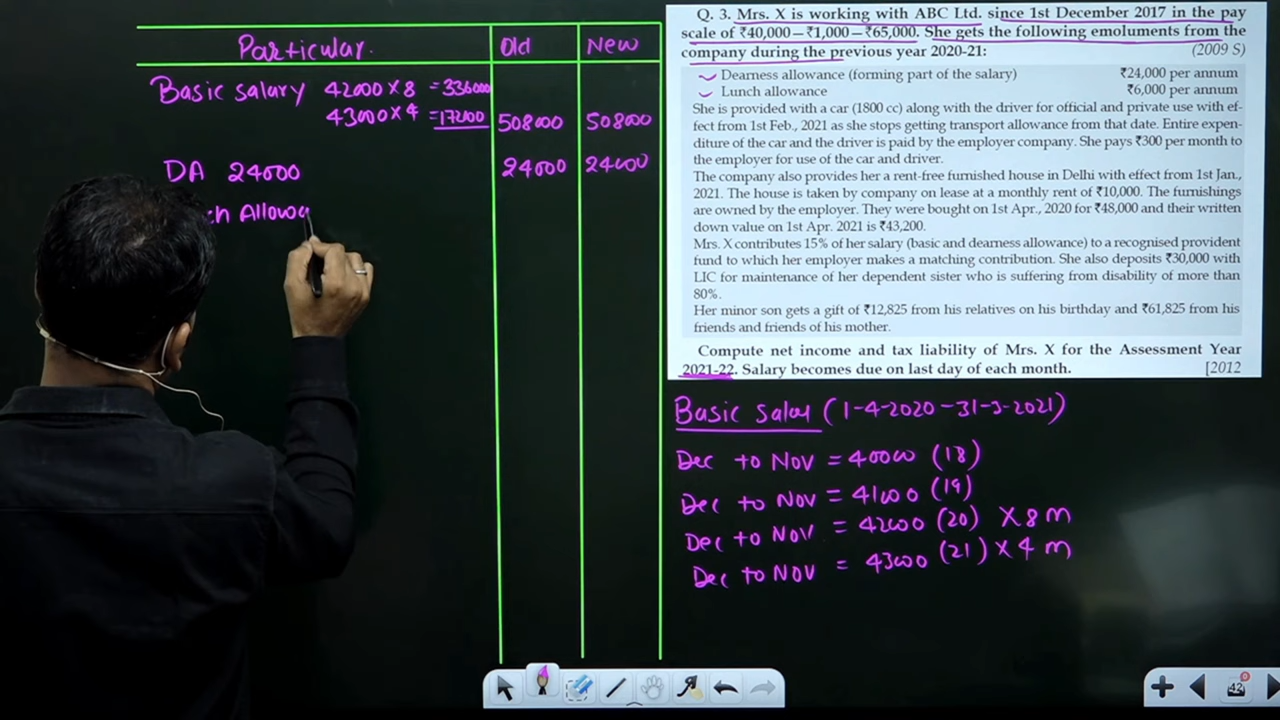 Particular.
Old
New
Basic salary 42000 × 8 = 336000
43000 × 4 = 172000
508000
508000
DA 24000
24000
24000
ch Allowa
Q. 3. Mrs. X is working with ABC Ltd. since 1st December 2017 in the pay
scale of ₹40,000—₹1,000—₹65,000. She gets the following emoluments from the
company during the previous year 2020-21: (2009 S)
Dearness allowance (forming part of the salary) ₹24,000 per annum
Lunch allowance ₹6,000 per annum
She is provided with a car (1800 cc) along with the driver for official and private use with ef-
fect from 1st Feb., 2021 as she stops getting transport allowance from that date. Entire expen-
diture of the car and the driver is paid by the employer company. She pays ₹300 per month to
the employer for use of the car and driver.
The company also provides her a rent-free furnished house in Delhi with effect from 1st Jan.,
2021. The house is taken by company on lease at a monthly rent of ₹10,000. The furnishings
are owned by the employer. They were bought on 1st Apr., 2020 for ₹48,000 and their written
down value on 1st Apr. 2021 is ₹43,200.
Mrs. X contributes 15% of her salary (basic and dearness allowance) to a recognised provident
fund to which her employer makes a matching contribution. She also deposits ₹30,000 with
LIC for maintenance of her dependent sister who is suffering from disability of more than
80%.
Her minor son gets a gift of ₹12,825 from his relatives on his birthday and ₹61,825 from his
friends and friends of his mother.
Compute net income and tax liability of Mrs. X for the Assessment Year
2021-22. Salary becomes due on last day of each month. [2012
Basic Salary (1-4-2020-31-3-2021)
Dec to Nov = 40000 (18)
Dec to Nov = 41000 (19)
Dec to Nov = 42000 (20) × 8 m
Dec to Nov = 43000 (21) × 4 m
42